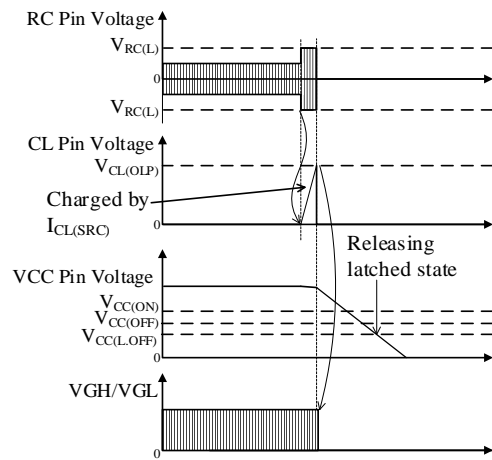 RC Pin Voltage
VRC(L)
0
VRC(L)
CL Pin Voltage
VCL(OLP)
Charged by
ICL(SRC)
0
Releasing
latched state
VCC Pin Voltage
VCC(ON)
VCC(OFF)
VCC(L.OFF)
0
VGH/VGL
0